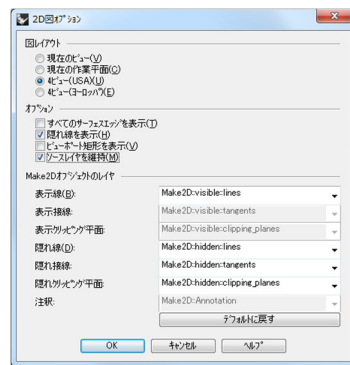 2D図ｵﾌﾟｼｮﾝ
図ﾚｲｱｳﾄ
現在のﾋﾞｭｰ(V)
現在の作業平面(C)
4ﾋﾞｭｰ(USA)(U)
4ﾋﾞｭｰ(ﾖｰﾛｯﾊﾟ)(E)
ｵﾌﾟｼｮﾝ
すべてのｻｰﾌｪｽｴｯｼﾞを表示(T)
隠れ線を表示(H)
ﾋﾞｭｰﾎﾟｰﾄ矩形を表示(V)
ｿｰｽﾚｲﾔを維持(M)
Make2Dｵﾌﾞｼﾞｪｸﾄのﾚｲﾔ
表示線(B): Make2D::visible::lines
表示接線: Make2D::visible::tangents
表示ｸﾘｯﾋﾟﾝｸﾞ平面: Make2D::visible::clipping_planes
隠れ線(D): Make2D::hidden::lines
隠れ接線: Make2D::hidden::tangents
隠れｸﾘｯﾋﾟﾝｸﾞ平面: Make2D::hidden::clipping_planes
注釈: Make2D::Annotation
ﾃﾞﾌｫﾙﾄに戻す
OK ｷｬﾝｾﾙ ﾍﾙﾌﾟ